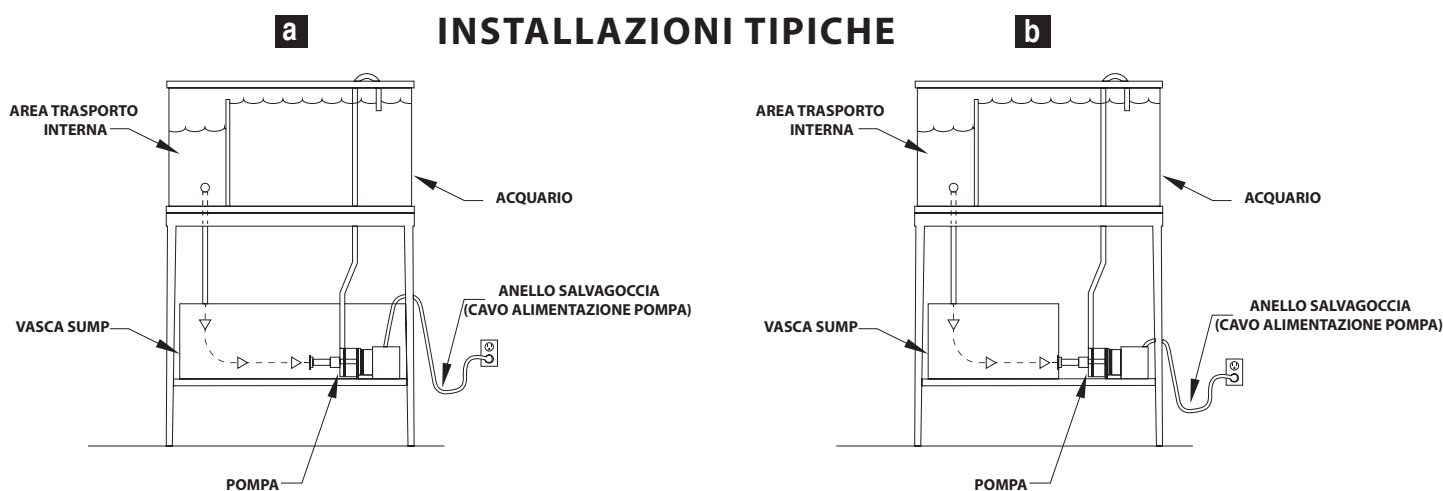 a
INSTALLAZIONI TIPICHE
b
AREA TRASPORTO
INTERNA
ACQUARIO
ANELLO SALVAGOCCIA
(CAVO ALIMENTAZIONE POMPA)
VASCA SUMP
POMPA
AREA TRASPORTO
INTERNA
ACQUARIO
ANELLO SALVAGOCCIA
(CAVO ALIMENTAZIONE POMPA)
VASCA SUMP
POMPA